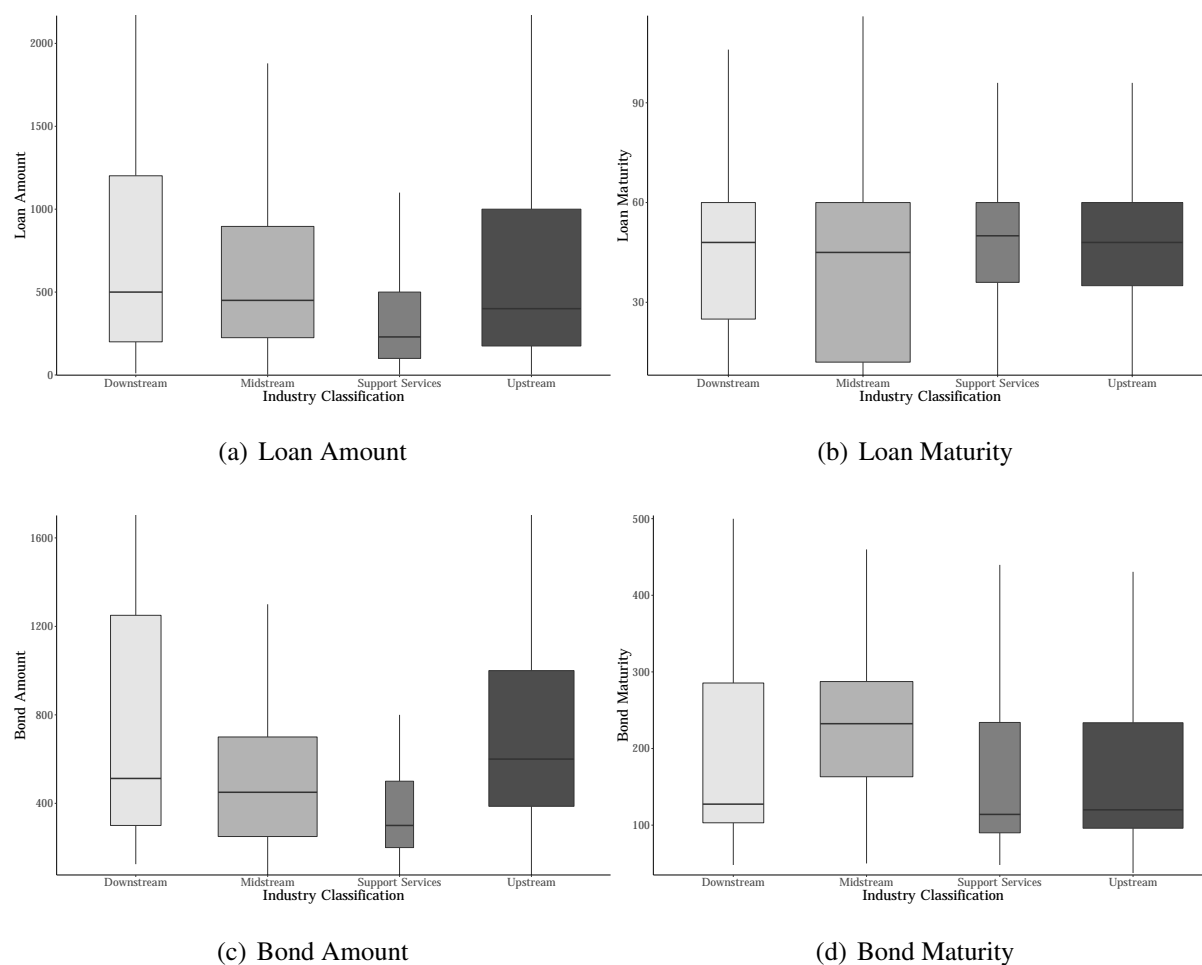 Loan Amount
2000
1500
1000
500
0
Downstream Midstream Support Services Upstream
Industry Classification
(a) Loan Amount
Loan Maturity
90
60
30
Downstream Midstream Support Services Upstream
Industry Classification
(b) Loan Maturity
Bond Amount
1600
1200
800
400
Downstream Midstream Support Services Upstream
Industry Classification
(c) Bond Amount
Bond Maturity
500
400
300
200
100
Downstream Midstream Support Services Upstream
Industry Classification
(d) Bond Maturity